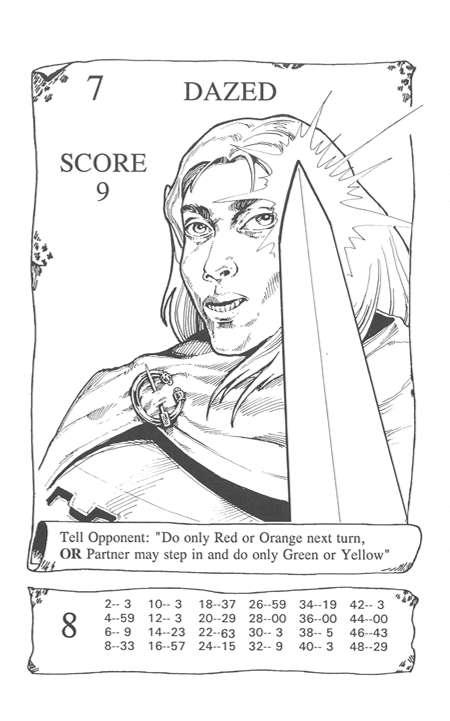 7 DAZED
SCORE
9
Tell Opponent: "Do only Red or Orange next turn,
OR Partner may step in and do only Green or Yellow"
8
2-- 3 10-- 3 18--37 26--59 34--19 42-- 3
4--59 12-- 3 20--29 28--00 36--00 44--00
6-- 9 14--23 22--63 30-- 3 38-- 5 46--43
8--33 16--57 24--15 32-- 9 40-- 3 48--29